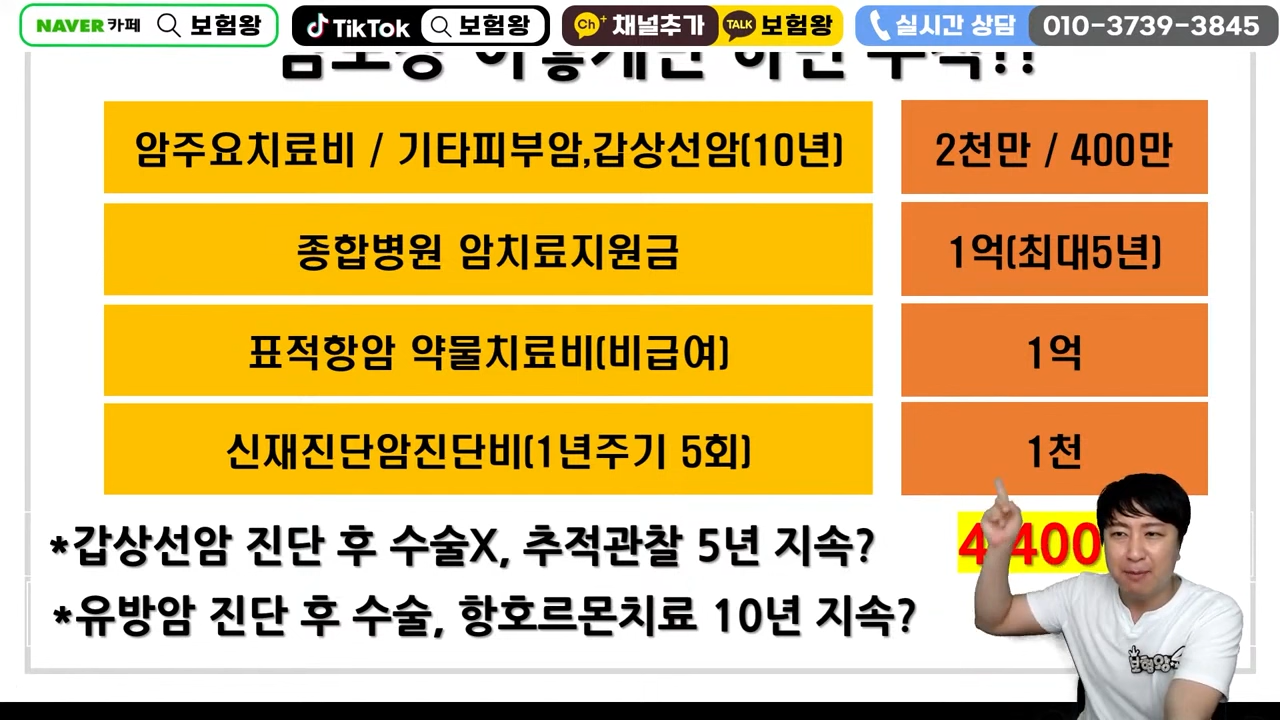 NAVER 카페 보험왕 TikTok 보험왕 Ch+ 채널추가 TALK 보험왕 실시간 상담 010-3739-3845
암주요치료비 / 기타피부암,갑상선암(10년) 2천만 / 400만
종합병원 암치료지원금 1억(최대5년)
표적항암 약물치료비(비급여) 1억
신재진단암진단비(1년주기 5회) 1천
*갑상선암 진단 후 수술X, 추적관찰 5년 지속?
*유방암 진단 후 수술, 항호르몬치료 10년 지속?
보험왕